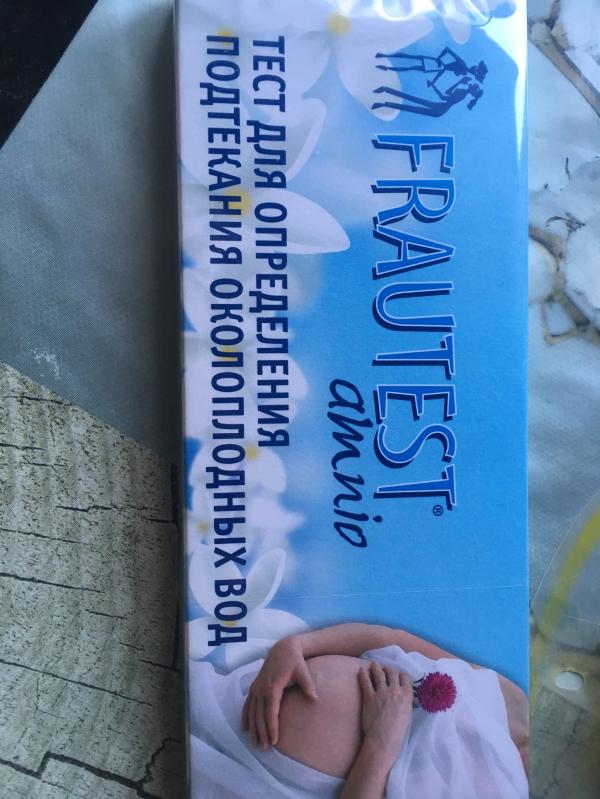 FRAUTEST®
amnio
ТЕСТ ДЛЯ ОПРЕДЕЛЕНИЯ
ПОДТЕКАНИЯ ОКОЛОПЛОДНЫХ ВОД